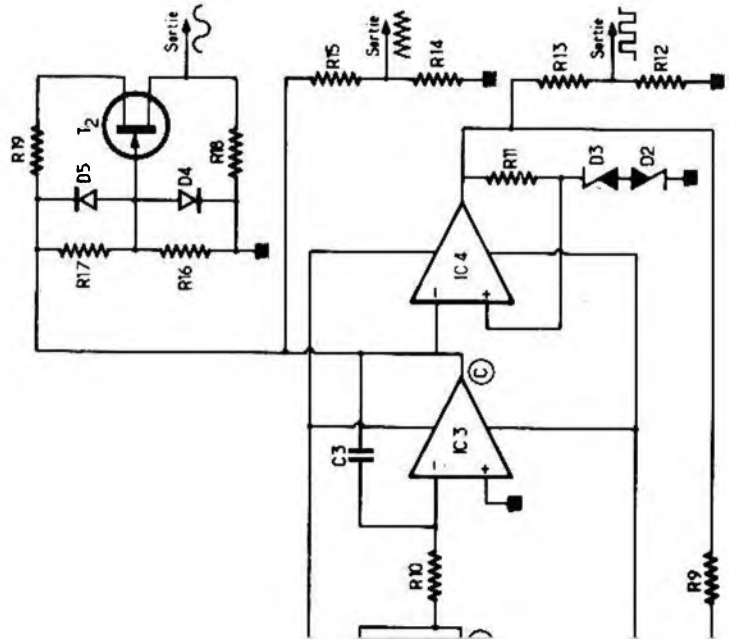 R19
D5
T2
Sortie
R17
D4
R18
R16
R15
Sortie
R14
R13
Sortie
R12
R11
D3
D2
IC4
−
+
C
C3
IC3
−
+
R10
R9